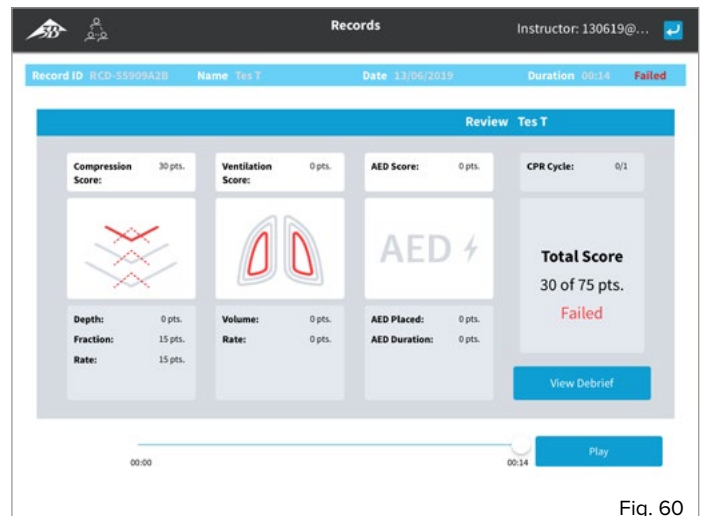 3B
Records
Instructor: 130619@...
Record ID RCD-55909A2B Name Tes T Date 13/06/2019 Duration 00:14 Failed
Review Tes T
Compression Score: 30 pts.
Ventilation Score: 0 pts.
AED Score: 0 pts.
CPR Cycle: 0/1
AED
Total Score
30 of 75 pts.
Failed
Depth: 0 pts.
Fraction: 15 pts.
Rate: 15 pts.
Volume: 0 pts.
Rate: 0 pts.
AED Placed: 0 pts.
AED Duration: 0 pts.
View Debrief
00:00
00:14
Play
Fig. 60